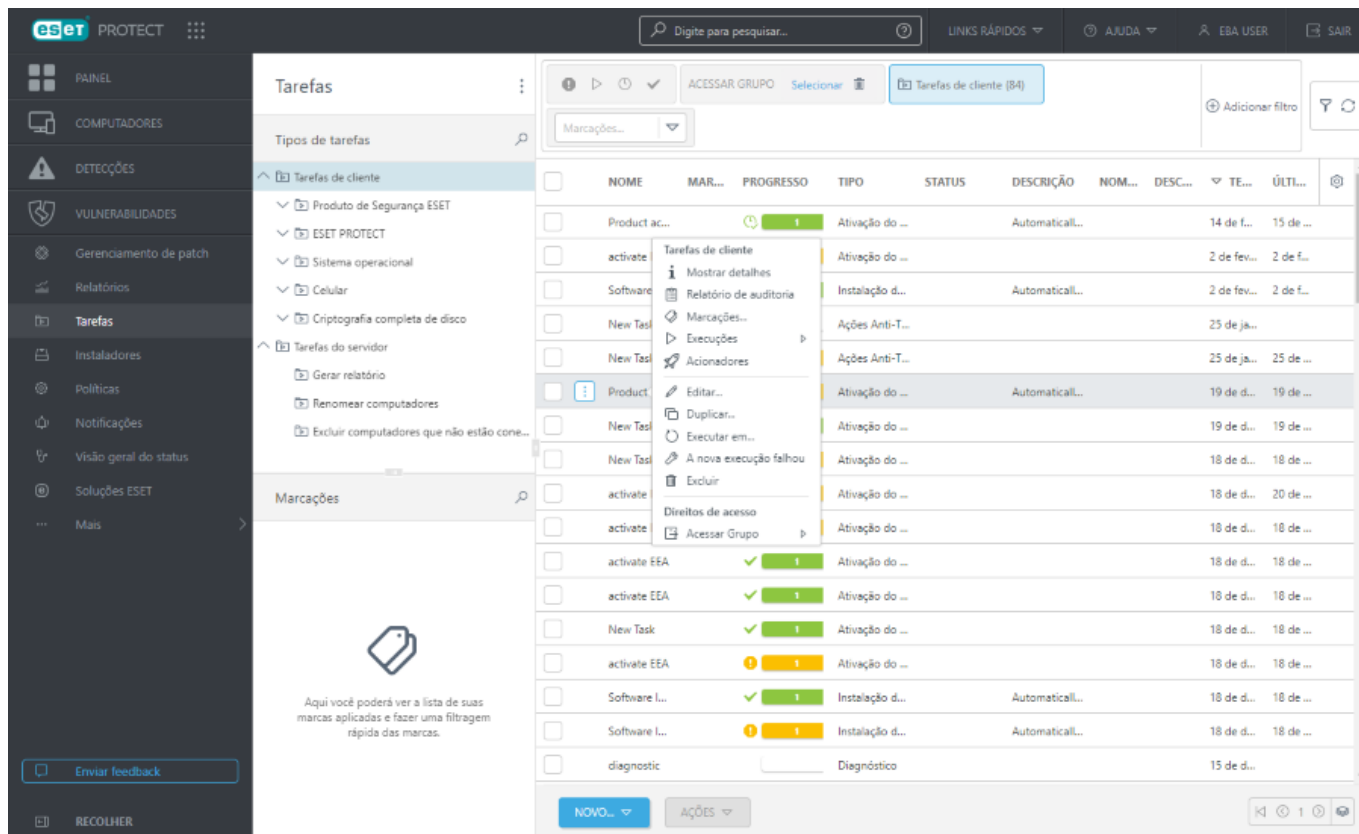 eset PROTECT
Digite para pesquisar...
LINKS RÁPIDOS
AJUDA
EBA USER
SAIR
PAINEL
COMPUTADORES
DETECÇÕES
VULNERABILIDADES
Gerenciamento de patch
Relatórios
Tarefas
Instaladores
Políticas
Notificações
Visão geral do status
Soluções ESET
Mais
Enviar feedback
RECOLHER
Tarefas
Tipos de tarefas
Tarefas de cliente
Produto de Segurança ESET
ESET PROTECT
Sistema operacional
Celular
Criptografia completa de disco
Tarefas do servidor
Gerar relatório
Renomear computadores
Excluir computadores que não estão cone...
Marcações
Aqui você poderá ver a lista de suas
marcas aplicadas e fazer uma filtragem
rápida das marcas.
ACESSAR GRUPO Selecionar
Tarefas de cliente (84)
Adicionar filtro
Marcações...
NOME MAR... PROGRESSO TIPO STATUS DESCRIÇÃO NOM... DESC... TE... ÚLTI...
Product ac... 1 Ativação do ... Automaticall... 14 de f... 15 de ...
activate Ativação do ... 2 de fev... 2 de f...
Software Instalação d... Automaticall... 2 de fev... 2 de f...
New Tas Ações Anti-T... 25 de ja...
New Tas Ações Anti-T... 25 de ja... 25 de ...
Product Ativação do ... Automaticall... 19 de d... 19 de ...
New Tas Ativação do ... 19 de d... 19 de ...
New Tas Ativação do ... 18 de d... 18 de ...
activate Ativação do ... 18 de d... 20 de ...
activate Ativação do ... 18 de d... 18 de ...
activate EEA 1 Ativação do ... 18 de d... 18 de ...
activate EEA 1 Ativação do ... 18 de d... 18 de ...
New Task 1 Ativação do ... 18 de d... 18 de ...
activate EEA 1 Ativação do ... 18 de d... 18 de ...
Software I... 1 Instalação d... Automaticall... 18 de d... 18 de ...
Software I... 1 Instalação d... Automaticall... 18 de d... 18 de ...
diagnostic Diagnóstico 15 de d...
Tarefas de cliente
Mostrar detalhes
Relatório de auditoria
Marcações...
Execuções
Acionadores
Editar...
Duplicar...
Executar em...
A nova execução falhou
Excluir
Direitos de acesso
Acessar Grupo
NOVO...
AÇÕES
1